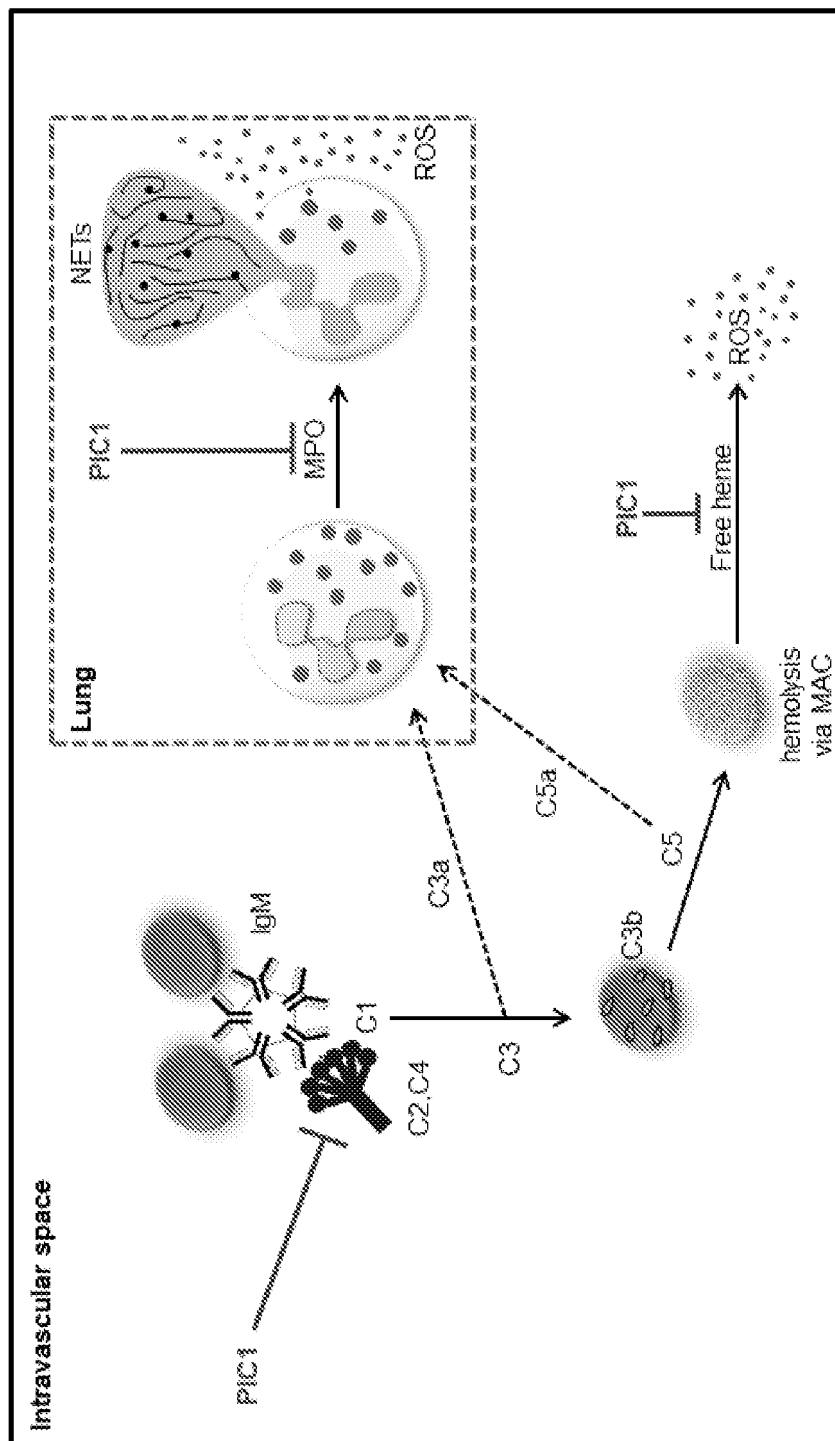 Intravascular space
PIC1
C2,C4
C1
IgM
C3
C3a
C3b
C5
C5a
hemolysis
via MAC
PIC1
Free heme
ROS
Lung
PIC1
MPO
NETs
ROS